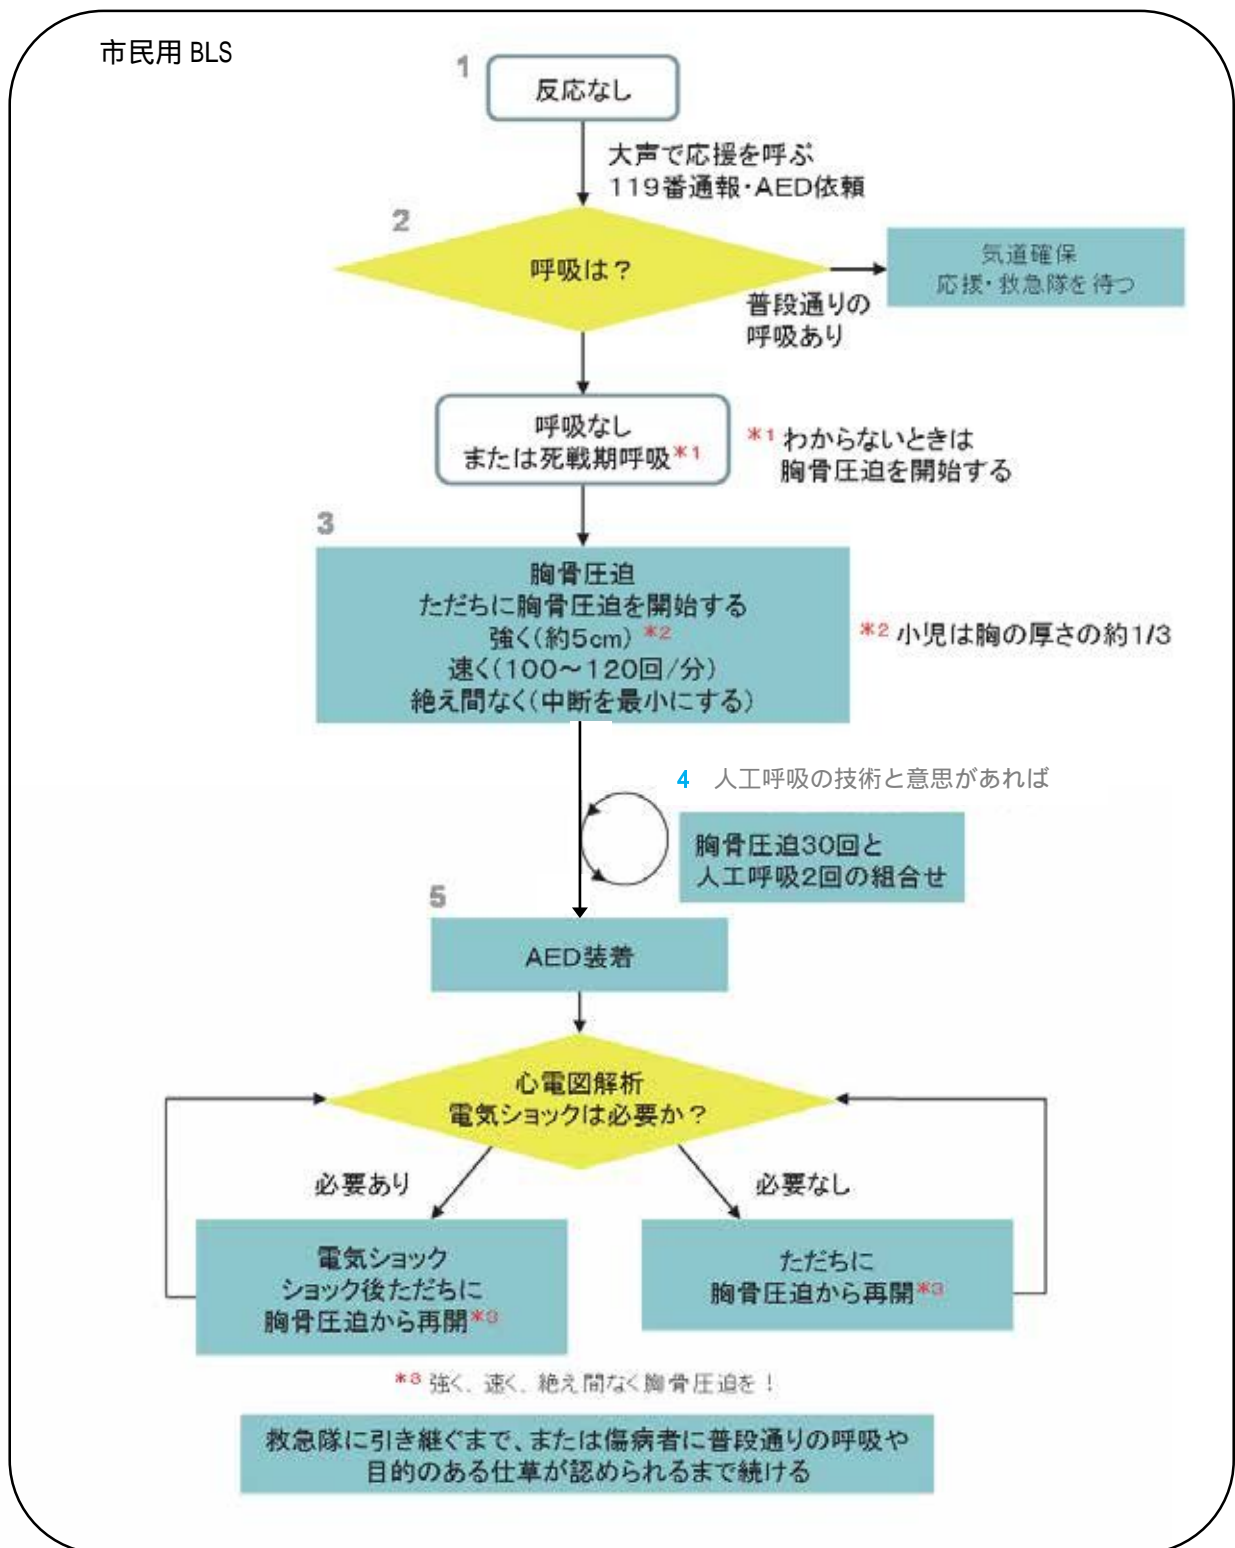 市民用 BLS
1
反応なし
大声で応援を呼ぶ
119番通報・AED依頼
2
呼吸は？
気道確保
応援・救急隊を待つ
普段通りの
呼吸あり
呼吸なし
または死戦期呼吸*1
*1 わからないときは
胸骨圧迫を開始する
3
胸骨圧迫
ただちに胸骨圧迫を開始する
強く(約5cm) *2
速く(100～120回/分)
絶え間なく(中断を最小にする)
*2 小児は胸の厚さの約1/3
4 人工呼吸の技術と意思があれば
胸骨圧迫30回と
人工呼吸2回の組合せ
5
AED装着
心電図解析
電気ショックは必要か？
必要あり
必要なし
電気ショック
ショック後ただちに
胸骨圧迫から再開*3
ただちに
胸骨圧迫から再開*3
*3 強く、速く、絶え間なく胸骨圧迫を！
救急隊に引き継ぐまで、または傷病者に普段通りの呼吸や
目的のある仕草が認められるまで続ける